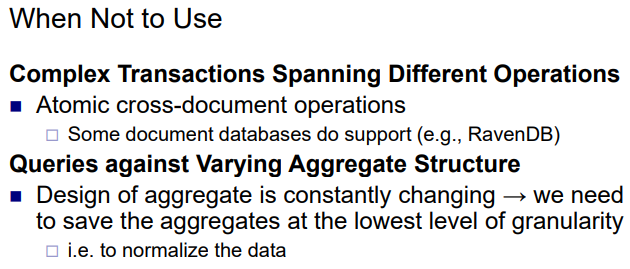 When Not to Use
Complex Transactions Spanning Different Operations
■ Atomic cross-document operations
□ Some document databases do support (e.g., RavenDB)
Queries against Varying Aggregate Structure
■ Design of aggregate is constantly changing → we need
to save the aggregates at the lowest level of granularity
□ i.e. to normalize the data